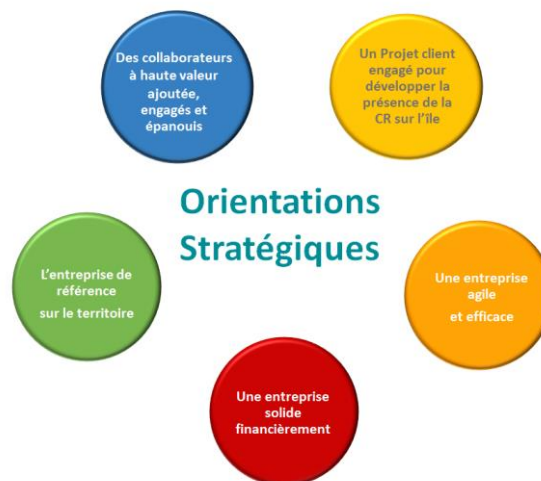 Des collaborateurs
à haute valeur
ajoutée,
engagés et
épanouis
Un Projet client
engagé pour
développer la
présence de la
CR sur l'île
Orientations
Stratégiques
L'entreprise de
référence
sur le territoire
Une entreprise
agile
et efficace
Une entreprise
solide
financièrement